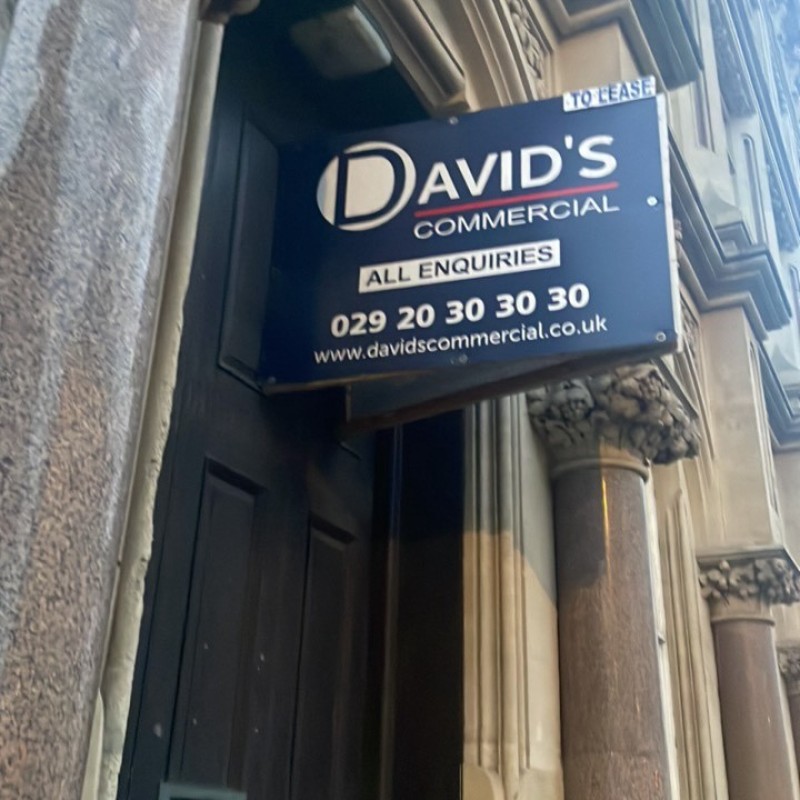 TO LEASE
DAVID'S
COMMERCIAL
ALL ENQUIRIES
029 20 30 30 30
www.davidscommercial.co.uk